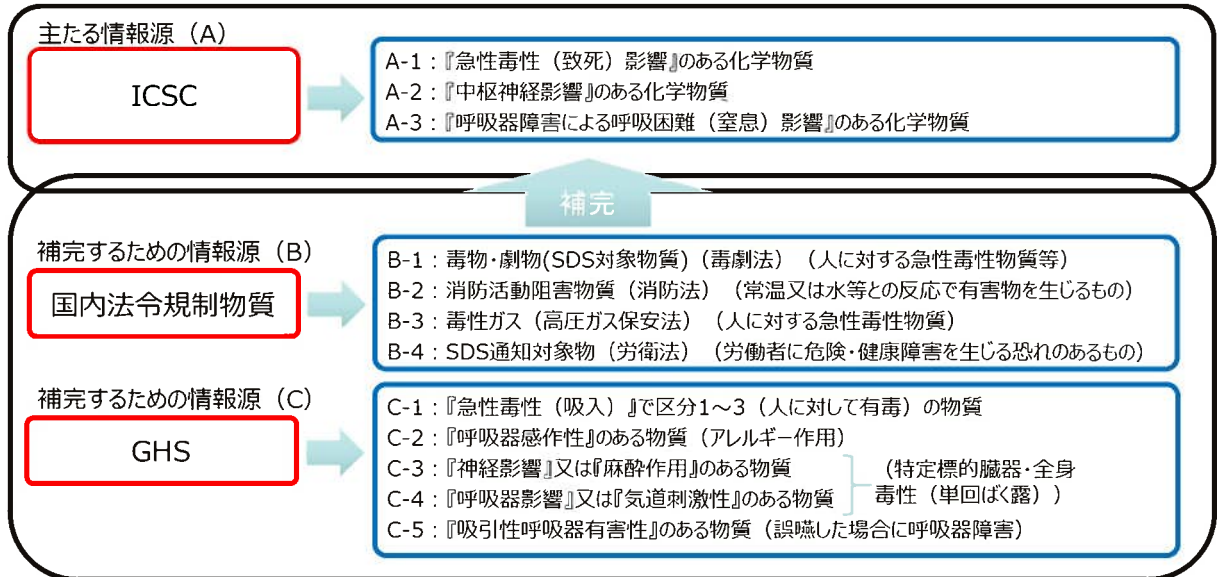 主たる情報源（A）
ICSC
A-1：『急性毒性（致死）影響』のある化学物質
A-2：『中枢神経影響』のある化学物質
A-3：『呼吸器障害による呼吸困難（窒息）影響』のある化学物質
補完
補完するための情報源（B）
国内法令規制物質
B-1：毒物・劇物(SDS対象物質)（毒劇法）（人に対する急性毒性物質等）
B-2：消防活動阻害物質（消防法）（常温又は水等との反応で有害物を生じるもの）
B-3：毒性ガス（高圧ガス保安法）（人に対する急性毒性物質）
B-4：SDS通知対象物（労衛法）（労働者に危険・健康障害を生じる恐れのあるもの）
補完するための情報源（C）
GHS
C-1：『急性毒性（吸入）』で区分1～3（人に対して有毒）の物質
C-2：『呼吸器感作性』のある物質（アレルギー作用）
C-3：『神経影響』又は『麻酔作用』のある物質
C-4：『呼吸器影響』又は『気道刺激性』のある物質
（特定標的臓器・全身
毒性（単回ばく露））
C-5：『吸引性呼吸器有害性』のある物質（誤嚥した場合に呼吸器障害）